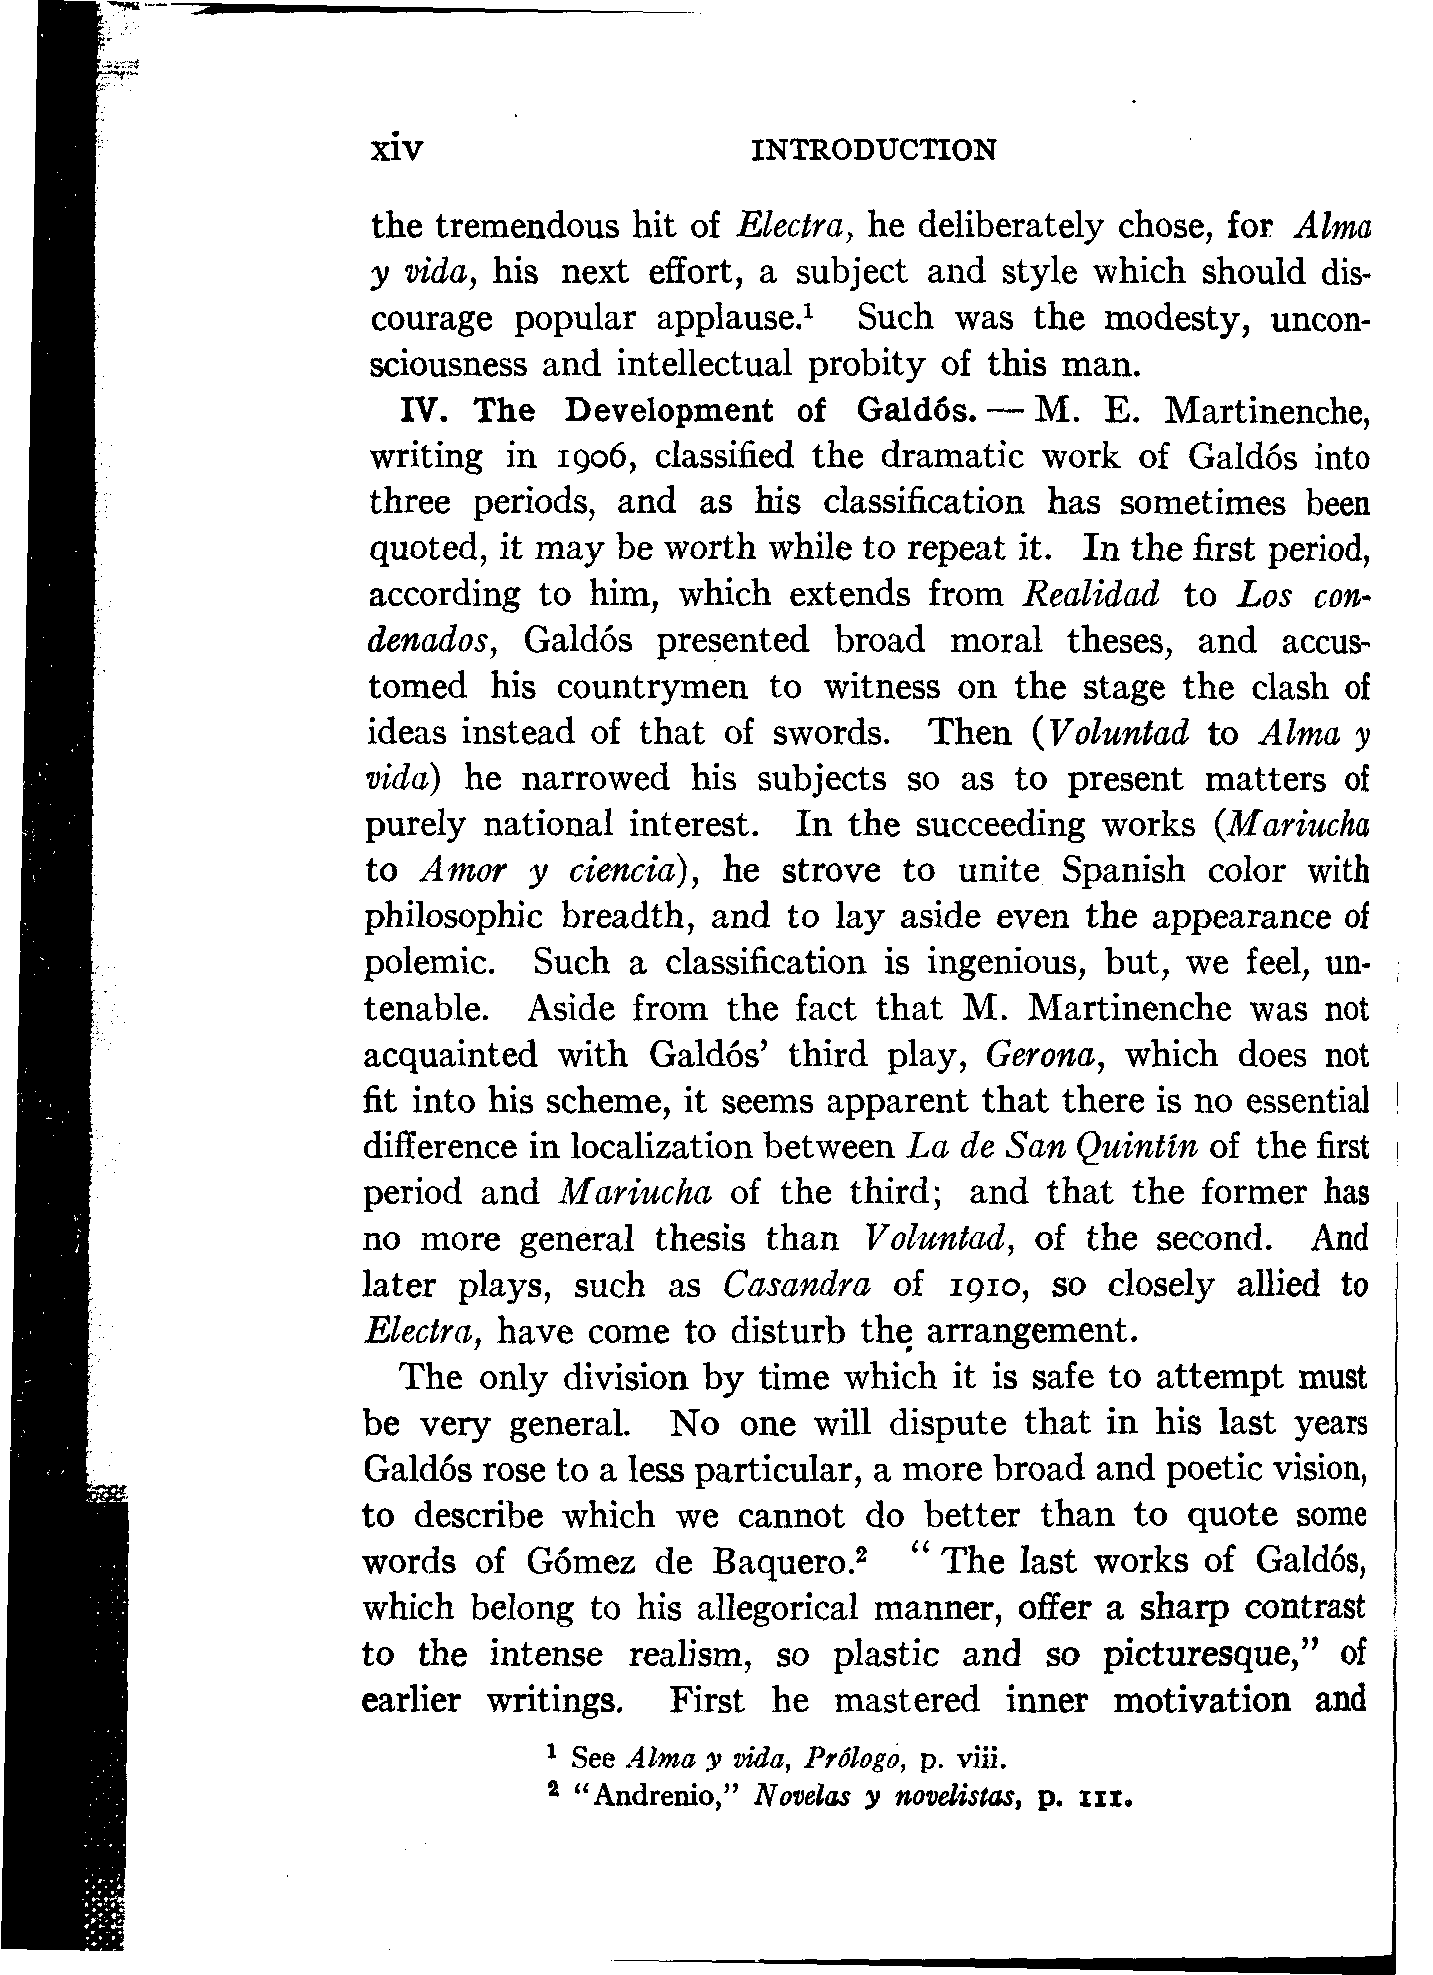 xiv INTRODUCTION
the tremendous hit of Electra, he deliberately chose, for Alma
y vida, his next effort, a subject and style which should dis-
courage popular applause.¹ Such was the modesty, uncon-
sciousness and intellectual probity of this man.
IV. The Development of Galdós. — M. E. Martinenche,
writing in 1906, classified the dramatic work of Galdós into
three periods, and as his classification has sometimes been
quoted, it may be worth while to repeat it. In the first period,
according to him, which extends from Realidad to Los con-
denados, Galdós presented broad moral theses, and accus-
tomed his countrymen to witness on the stage the clash of
ideas instead of that of swords. Then (Voluntad to Alma y
vida) he narrowed his subjects so as to present matters of
purely national interest. In the succeeding works (Mariucha
to Amor y ciencia), he strove to unite Spanish color with
philosophic breadth, and to lay aside even the appearance of
polemic. Such a classification is ingenious, but, we feel, un-
tenable. Aside from the fact that M. Martinenche was not
acquainted with Galdós' third play, Gerona, which does not
fit into his scheme, it seems apparent that there is no essential
difference in localization between La de San Quintín of the first
period and Mariucha of the third; and that the former has
no more general thesis than Voluntad, of the second. And
later plays, such as Casandra of 1910, so closely allied to
Electra, have come to disturb the arrangement.
The only division by time which it is safe to attempt must
be very general. No one will dispute that in his last years
Galdós rose to a less particular, a more broad and poetic vision,
to describe which we cannot do better than to quote some
words of Gómez de Baquero.² "The last works of Galdós,
which belong to his allegorical manner, offer a sharp contrast
to the intense realism, so plastic and so picturesque," of
earlier writings. First he mastered inner motivation and
¹ See Alma y vida, Prólogo, p. viii.
² "Andrenio," Novelas y novelistas, p. 111.